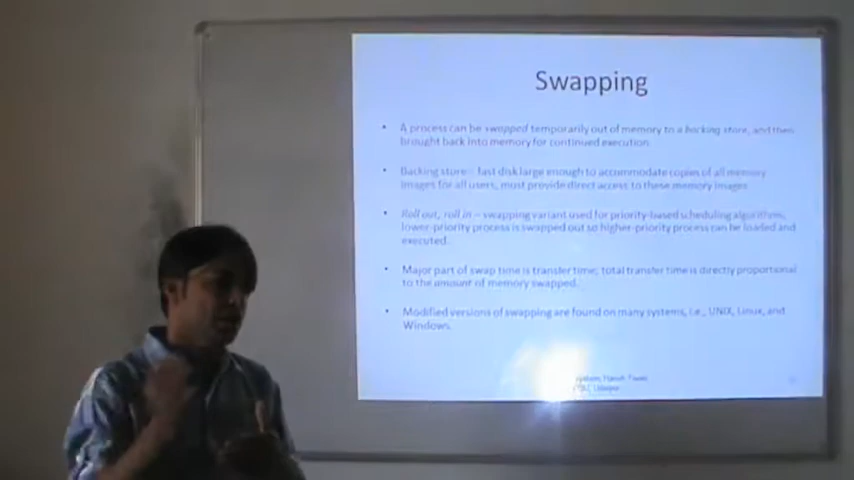 Swapping
• A process can be swapped temporarily out of memory to a backing store, and then
brought back into memory for continued execution
• Backing store – fast disk large enough to accommodate copies of all memory
images for all users; must provide direct access to these memory images
• Roll out, roll in – swapping variant used for priority-based scheduling algorithms;
lower-priority process is swapped out so higher-priority process can be loaded and
executed
• Major part of swap time is transfer time; total transfer time is directly proportional
to the amount of memory swapped.
• Modified versions of swapping are found on many systems, i.e., UNIX, Linux, and
Windows.